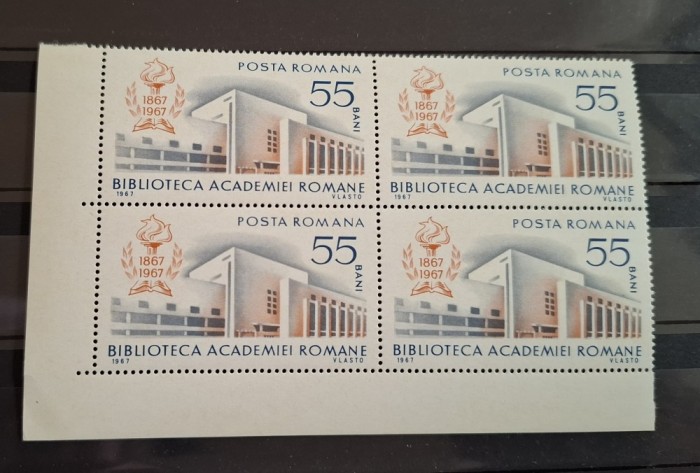 POSTA ROMANA
55 BANI
1867
1967
BIBLIOTECA ACADEMIEI ROMANE
1967 VLASTO
POSTA ROMANA
55 BANI
1867
1967
BIBLIOTECA ACADEMIEI ROMANE
1967 VLASTO
POSTA ROMANA
55 BANI
1867
1967
BIBLIOTECA ACADEMIEI ROMANE
1967 VLASTO
POSTA ROMANA
55 BANI
1867
1967
BIBLIOTECA ACADEMIEI ROMANE
1967 VLASTO